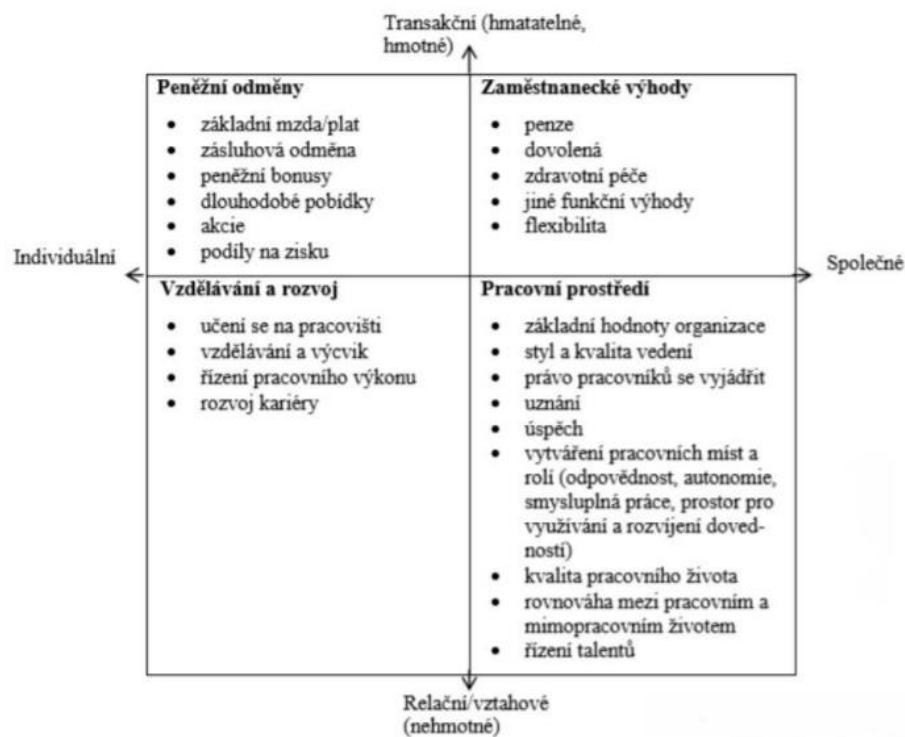 Transakční (hmatatelné,
hmotné)
Peněžní odměny
• základní mzda/plat
• zásluhová odměna
• peněžní bonusy
• dlouhodobé pobídky
• akcie
• podíly na zisku
Zaměstnanecké výhody
• penze
• dovolená
• zdravotní péče
• jiné funkční výhody
• flexibilita
Individuální
Společné
Vzdělávání a rozvoj
• učení se na pracovišti
• vzdělávání a výcvik
• řízení pracovního výkonu
• rozvoj kariéry
Pracovní prostředí
• základní hodnoty organizace
• styl a kvalita vedení
• právo pracovníků se vyjádřit
• uznání
• úspěch
• vytváření pracovních míst a
rolí (odpovědnost, autonomie,
smysluplná práce, prostor pro
využívání a rozvíjení doved-
ností)
• kvalita pracovního života
• rovnováha mezi pracovním a
mimopracovním životem
• řízení talentů
Relační/vztahové
(nehmotné)